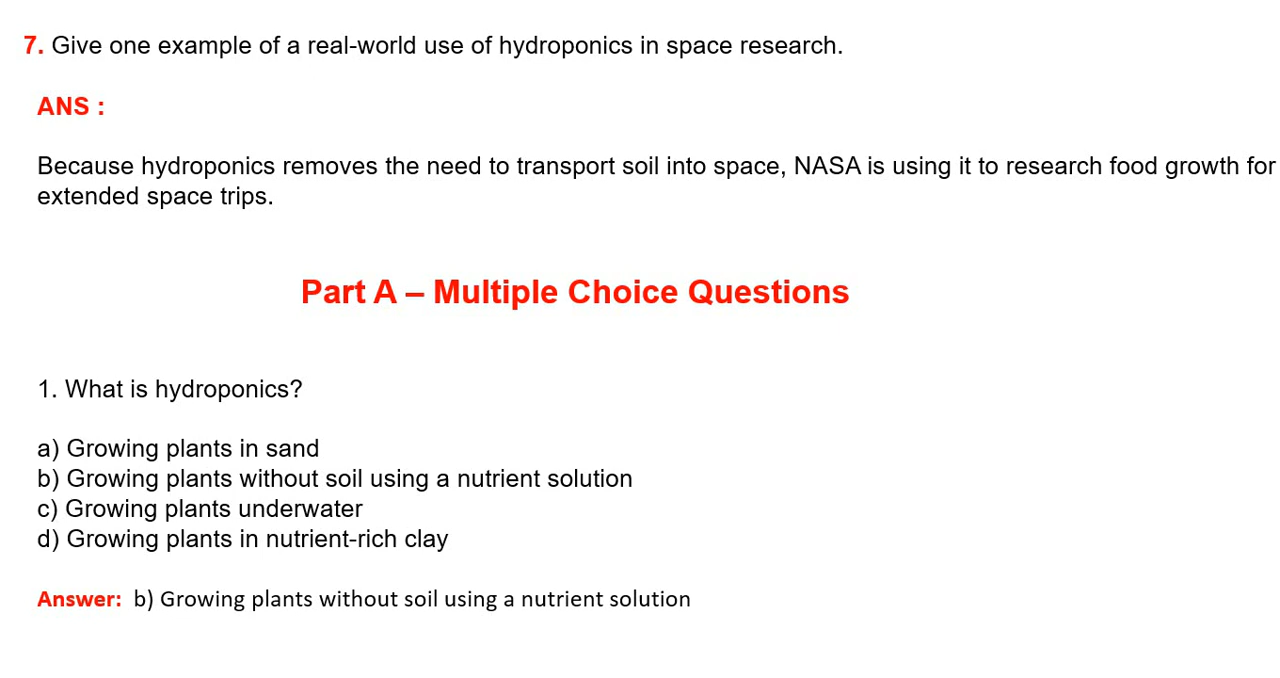 7. Give one example of a real-world use of hydroponics in space research.
ANS :
Because hydroponics removes the need to transport soil into space, NASA is using it to research food growth for
extended space trips.
Part A – Multiple Choice Questions
1. What is hydroponics?
a) Growing plants in sand
b) Growing plants without soil using a nutrient solution
c) Growing plants underwater
d) Growing plants in nutrient-rich clay
Answer: b) Growing plants without soil using a nutrient solution